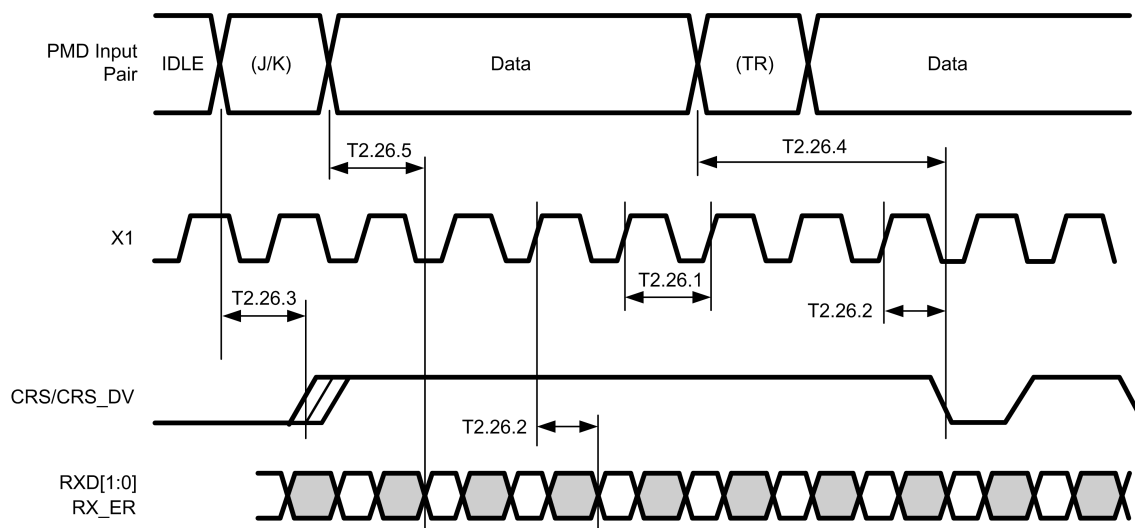 PMD Input
Pair
IDLE
(J/K)
Data
(TR)
Data
T2.26.5
T2.26.4
X1
T2.26.3
T2.26.1
T2.26.2
CRS/CRS_DV
T2.26.2
RXD[1:0]
RX_ER